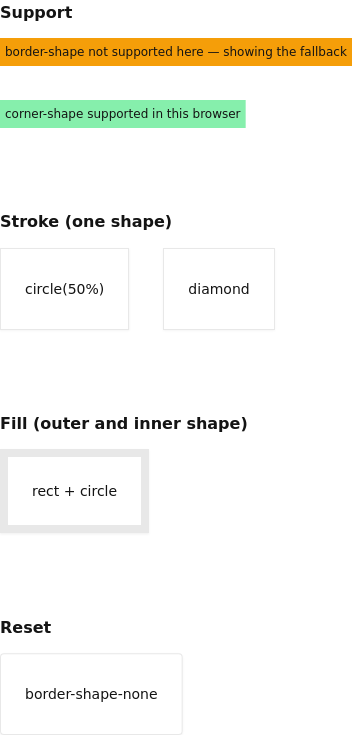 Support
border-shape not supported here — showing the fallback
corner-shape supported in this browser
Stroke (one shape)
circle(50%)
diamond
Fill (outer and inner shape)
rect + circle
Reset
border-shape-none